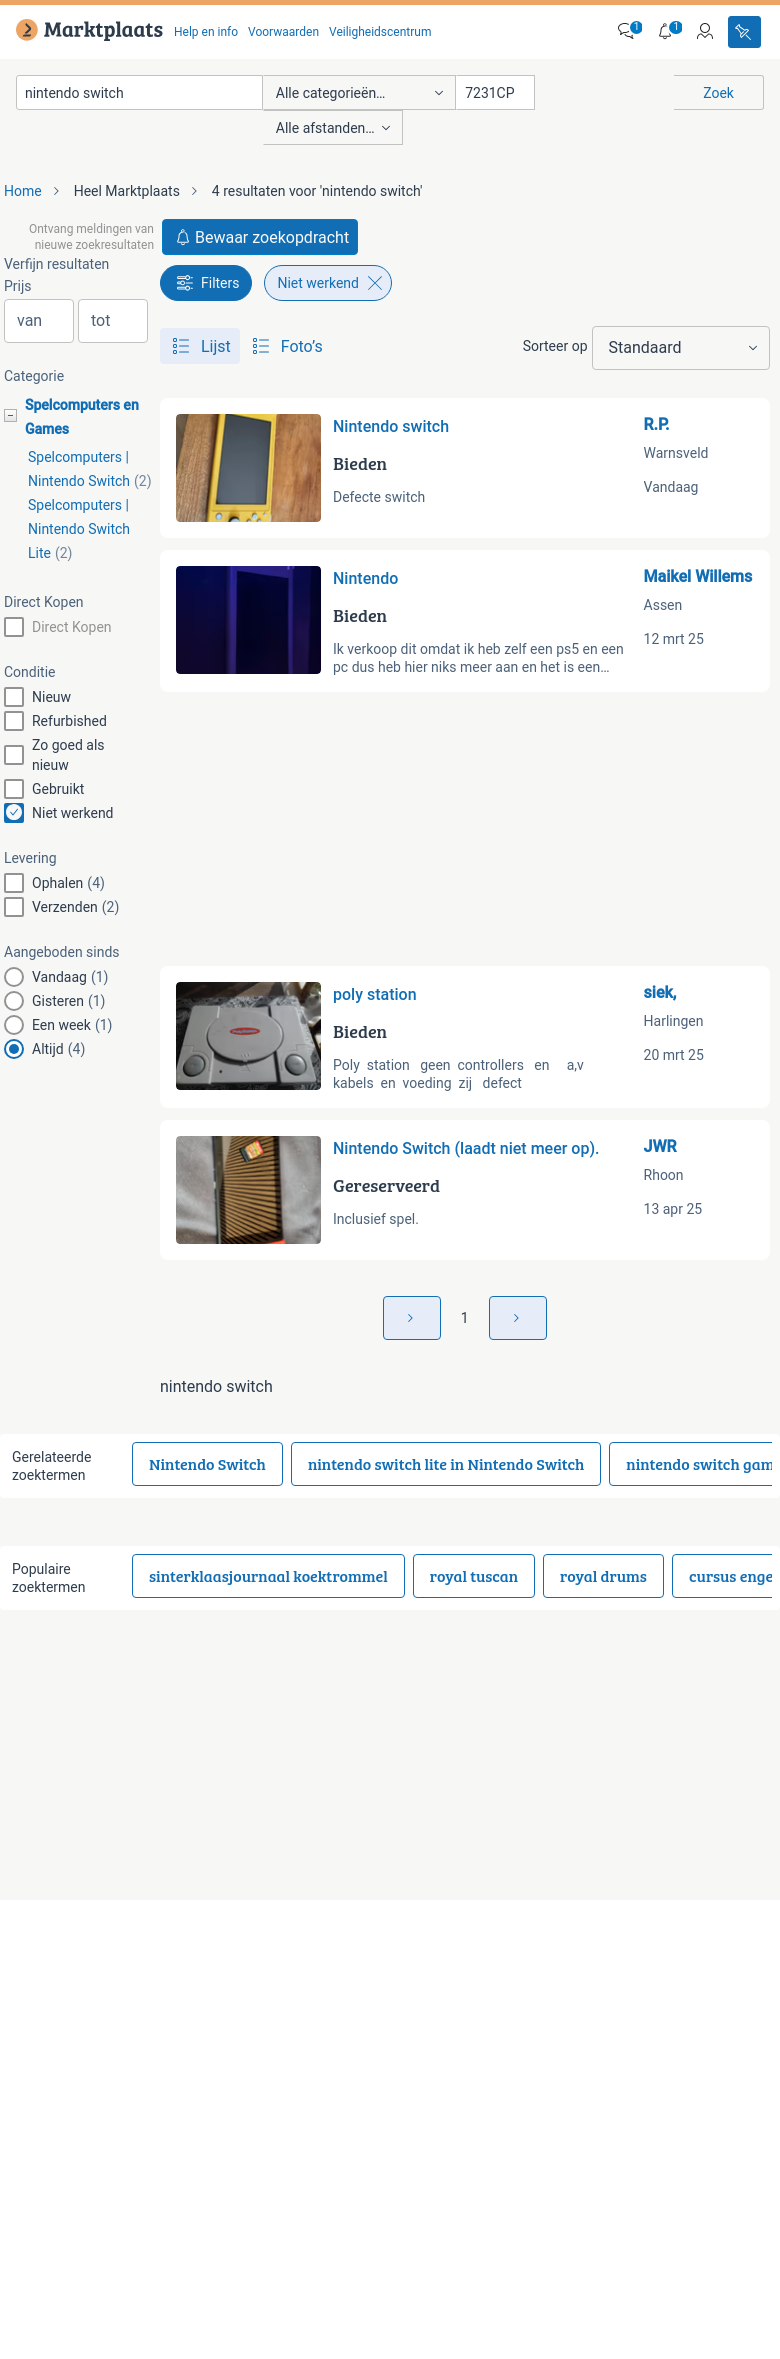 Marktplaats Help en info Voorwaarden Veiligheidscentrum 1 1
nintendo switch Alle categorieën... 7231CP Zoek
Alle afstanden...
Home Heel Marktplaats 4 resultaten voor 'nintendo switch'
Ontvang meldingen van
nieuwe zoekresultaten
Bewaar zoekopdracht
Verfijn resultaten
Prijs
van tot
Categorie
Spelcomputers en
Games
Spelcomputers |
Nintendo Switch (2)
Spelcomputers |
Nintendo Switch
Lite (2)
Direct Kopen
Direct Kopen
Conditie
Nieuw
Refurbished
Zo goed als
nieuw
Gebruikt
Niet werkend
Levering
Ophalen (4)
Verzenden (2)
Aangeboden sinds
Vandaag (1)
Gisteren (1)
Een week (1)
Altijd (4)
Filters Niet werkend
Lijst Foto's Sorteer op Standaard
Nintendo switch
Bieden
Defecte switch
R.P.
Warnsveld
Vandaag
Nintendo
Bieden
Ik verkoop dit omdat ik heb zelf een ps5 en een
pc dus heb hier niks meer aan en het is een...
Maikel Willems
Assen
12 mrt 25
poly station
Bieden
Poly station geen controllers en a,v
kabels en voeding zij defect
siek,
Harlingen
20 mrt 25
Nintendo Switch (laadt niet meer op).
Gereserveerd
Inclusief spel.
JWR
Rhoon
13 apr 25
1
nintendo switch
Gerelateerde
zoektermen
Nintendo Switch nintendo switch lite in Nintendo Switch nintendo switch gam
Populaire
zoektermen
sinterklaasjournaal koektrommel royal tuscan royal drums cursus enge